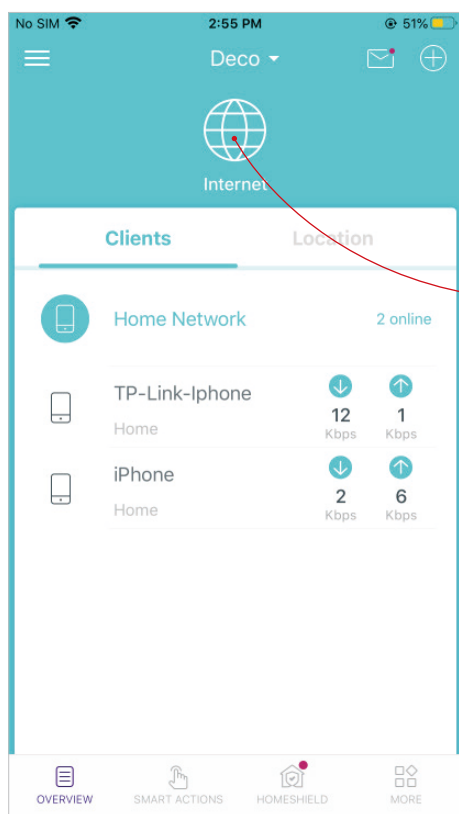 No SIM 2:55 PM 51%
Deco
Internet
Clients Location
Home Network 2 online
TP-Link-Iphone
12 1
Home Kbps Kbps
iPhone
2 6
Home Kbps Kbps
OVERVIEW SMART ACTIONS HOMESHIELD MORE